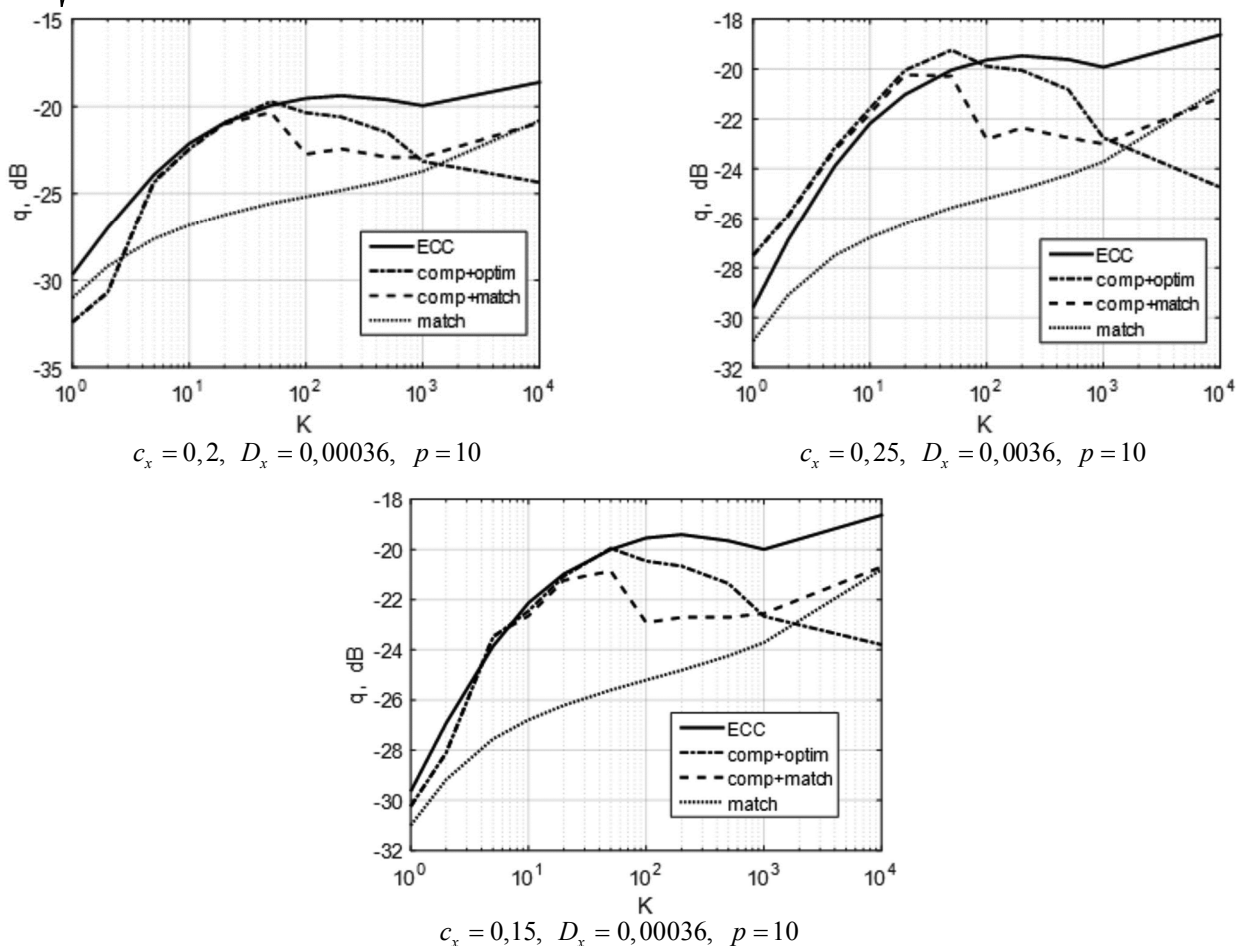 -15
-20
-25
-30
-35
q, dB
ECC
comp+optim
comp+match
match
10^0 10^1 10^2 10^3 10^4
K
c_x = 0,2, D_x = 0,00036, p = 10
-18
-20
-22
-24
-26
-28
-30
-32
q, dB
ECC
comp+optim
comp+match
match
10^0 10^1 10^2 10^3 10^4
K
c_x = 0,25, D_x = 0,0036, p = 10
-18
-20
-22
-24
-26
-28
-30
-32
q, dB
ECC
comp+optim
comp+match
match
10^0 10^1 10^2 10^3 10^4
K
c_x = 0,15, D_x = 0,00036, p = 10